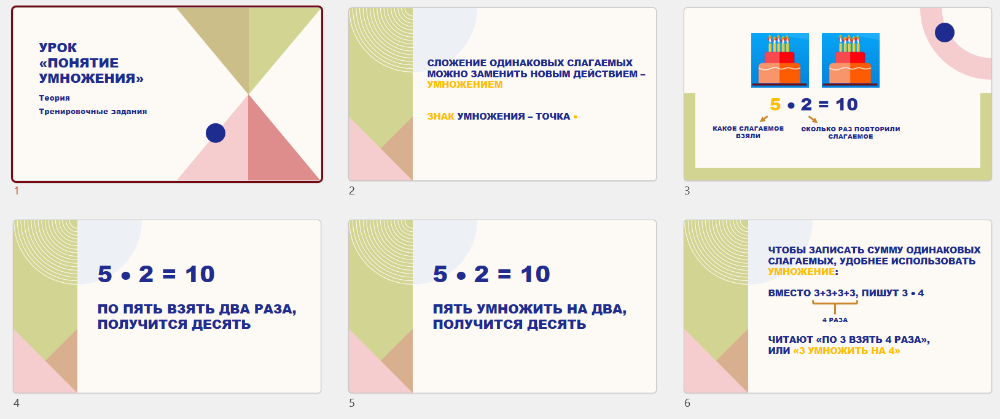 УРОК
«ПОНЯТИЕ
УМНОЖЕНИЯ»
Теория
Тренировочные задания
1
СЛОЖЕНИЕ ОДИНАКОВЫХ СЛАГАЕМЫХ
МОЖНО ЗАМЕНИТЬ НОВЫМ ДЕЙСТВИЕМ –
УМНОЖЕНИЕМ
ЗНАК УМНОЖЕНИЯ – ТОЧКА •
2
5 • 2 = 10
КАКОЕ СЛАГАЕМОЕ
ВЗЯЛИ
СКОЛЬКО РАЗ ПОВТОРИЛИ
СЛАГАЕМОЕ
3
5 • 2 = 10
ПО ПЯТЬ ВЗЯТЬ ДВА РАЗА,
ПОЛУЧИТСЯ ДЕСЯТЬ
4
5 • 2 = 10
ПЯТЬ УМНОЖИТЬ НА ДВА,
ПОЛУЧИТСЯ ДЕСЯТЬ
5
ЧТОБЫ ЗАПИСАТЬ СУММУ ОДИНАКОВЫХ
СЛАГАЕМЫХ, УДОБНЕЕ ИСПОЛЬЗОВАТЬ
УМНОЖЕНИЕ:
ВМЕСТО 3+3+3+3, ПИШУТ 3 • 4
4 РАЗА
ЧИТАЮТ «ПО 3 ВЗЯТЬ 4 РАЗА»,
ИЛИ «3 УМНОЖИТЬ НА 4»
6